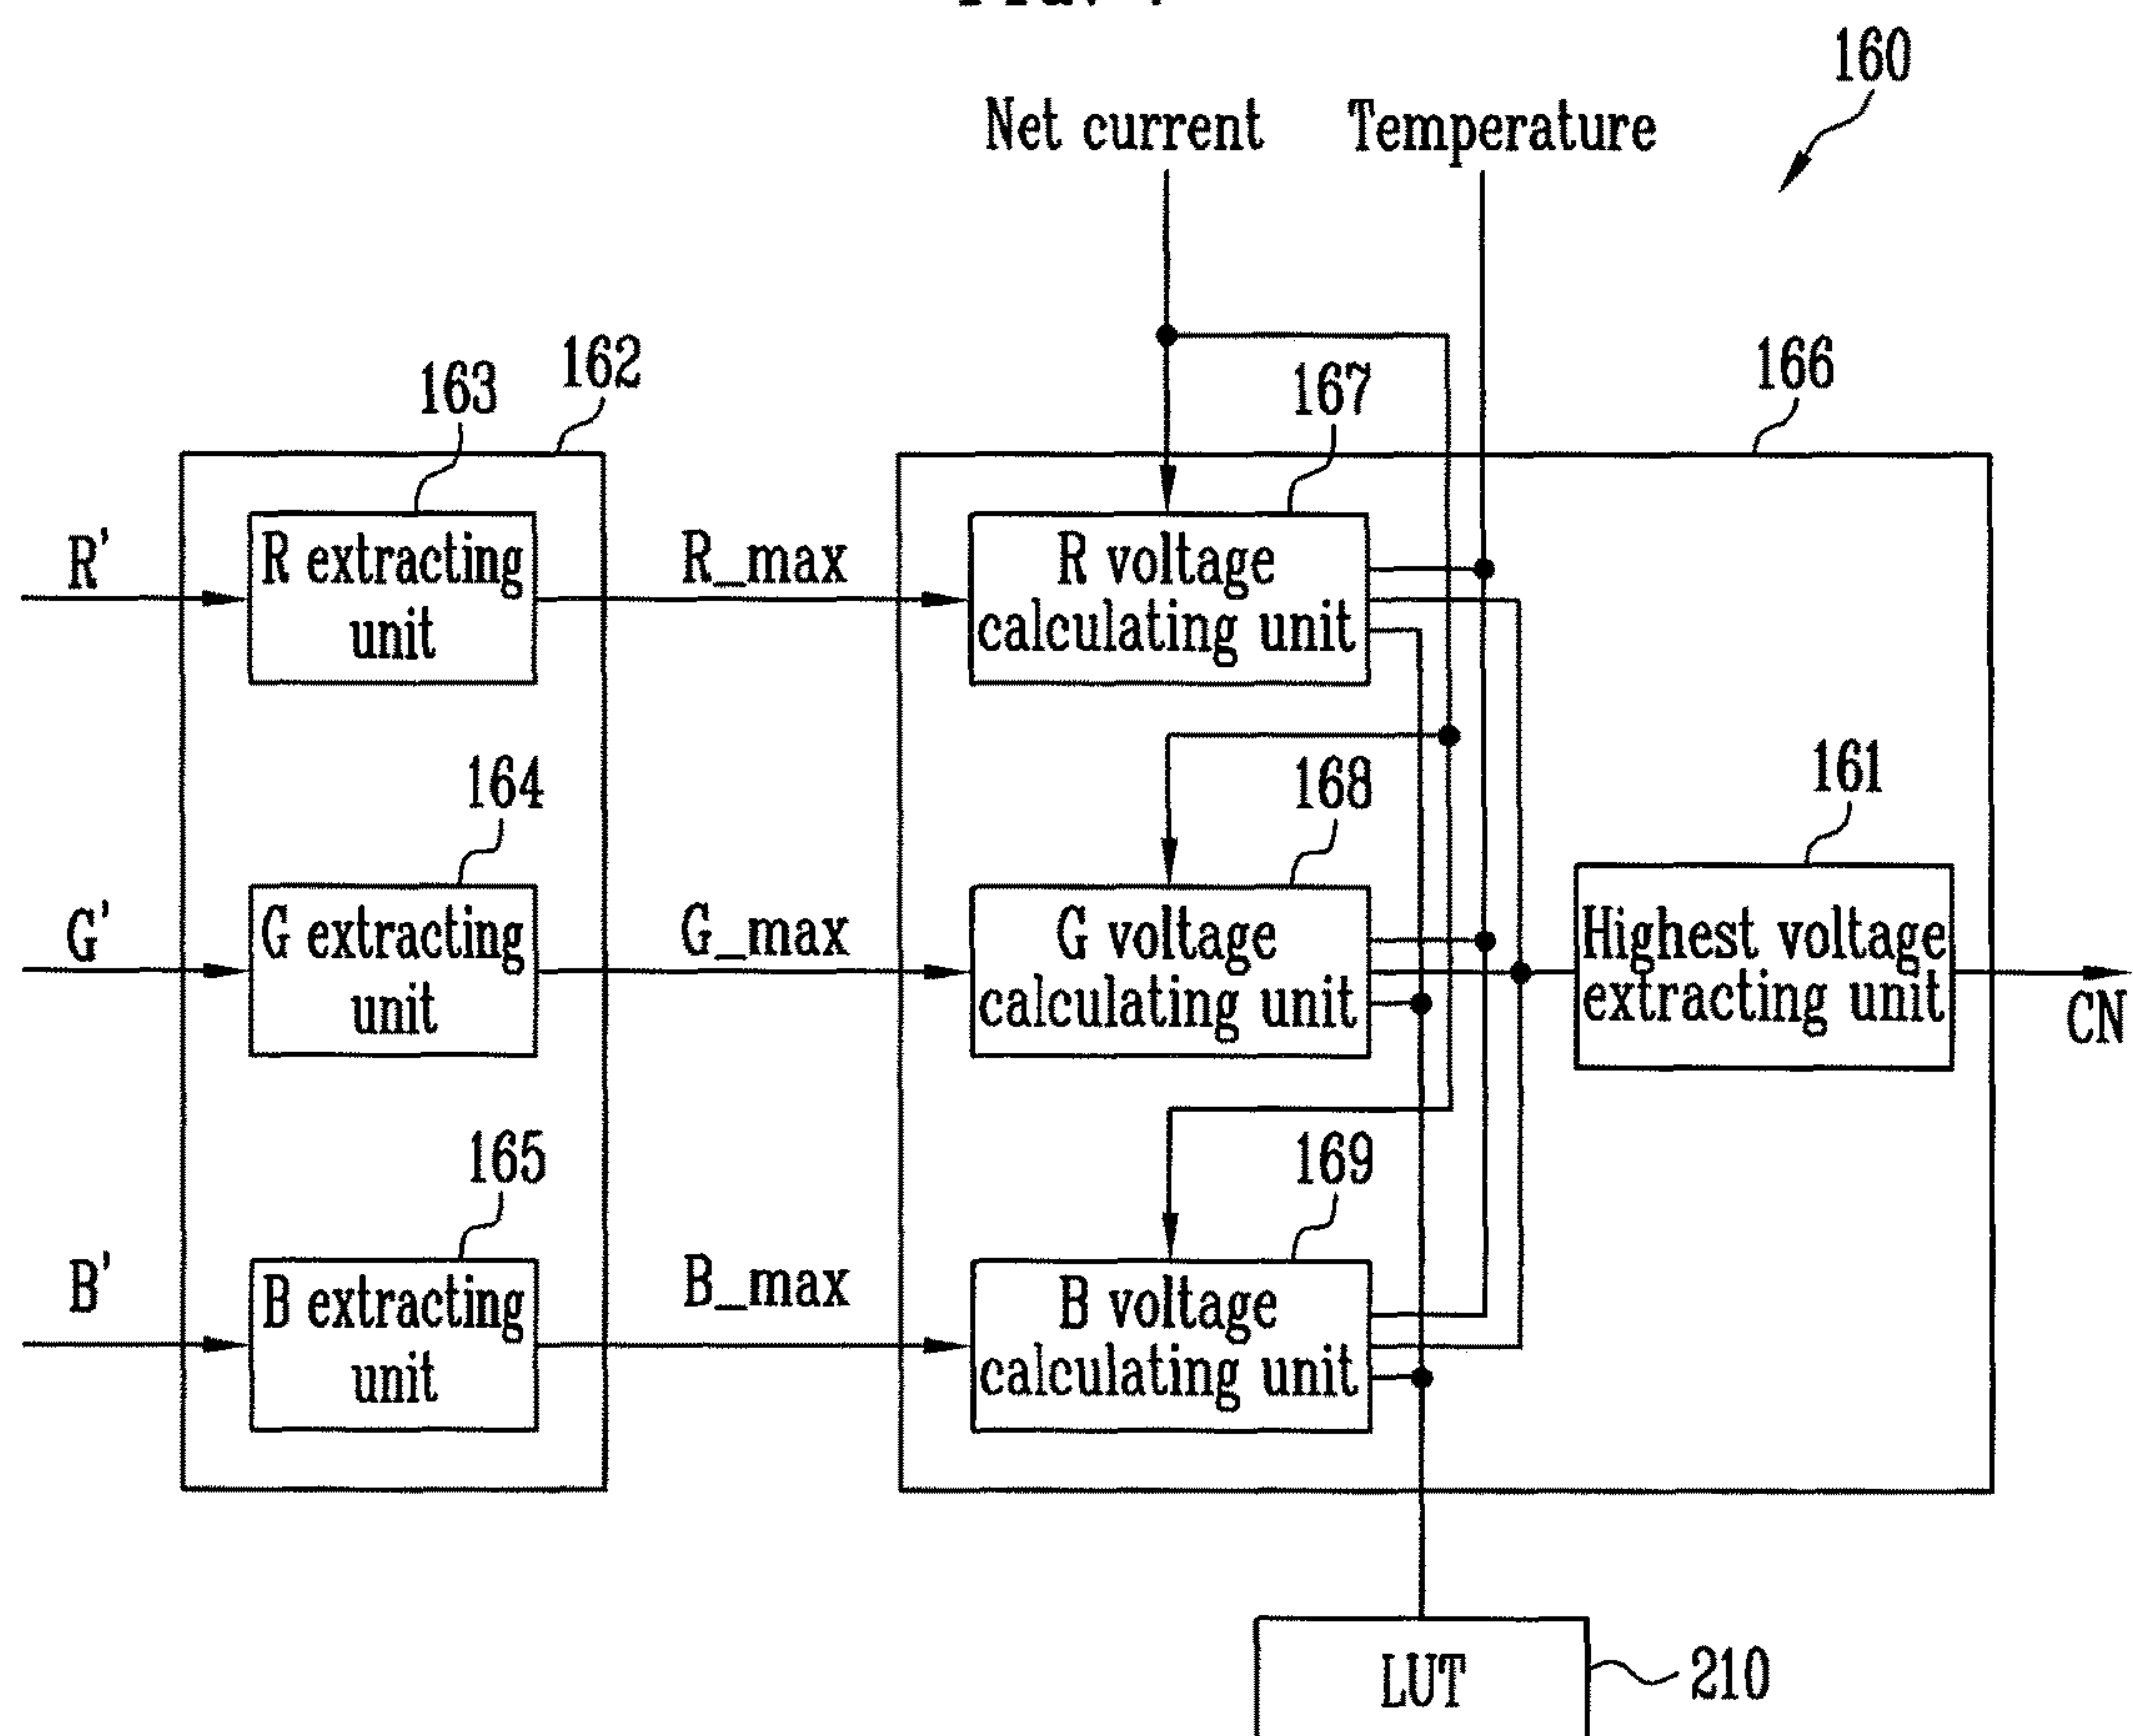 160
Net current
Temperature
163
162
167
166
R'
R extracting
unit
R_max
R voltage
calculating unit
164
168
161
G'
G extracting
unit
G_max
G voltage
calculating unit
Highest voltage
extracting unit
CN
165
169
B'
B extracting
unit
B_max
B voltage
calculating unit
LUT
210